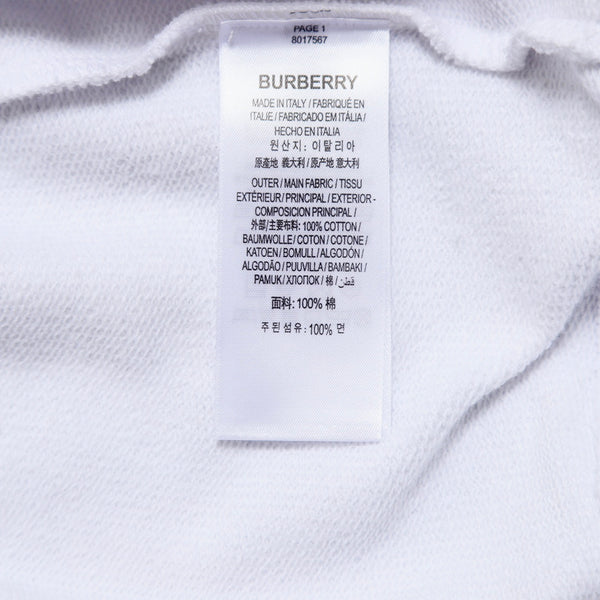 PAGE 1
8017567
BURBERRY
MADE IN ITALY / FABRIQUÉ EN
ITALIE / FABRICADO EM ITÁLIA /
HECHO EN ITALIA
원산지: 이탈리아
原產地 義大利 / 原产地 意大利
OUTER / MAIN FABRIC / TISSU
EXTÉRIEUR / PRINCIPAL / EXTERIOR -
COMPOSICION PRINCIPAL /
外部/主要布料: 100% COTTON /
BAUMWOLLE / COTON / COTONE /
KATOEN / BOMULL / ALGODÓN /
ALGODÃO / PUUVILLA / BAMBAKI /
PAMUK / ХЛОПОК / 棉 / قطن
面料: 100% 棉
주 된 섬유: 100% 면